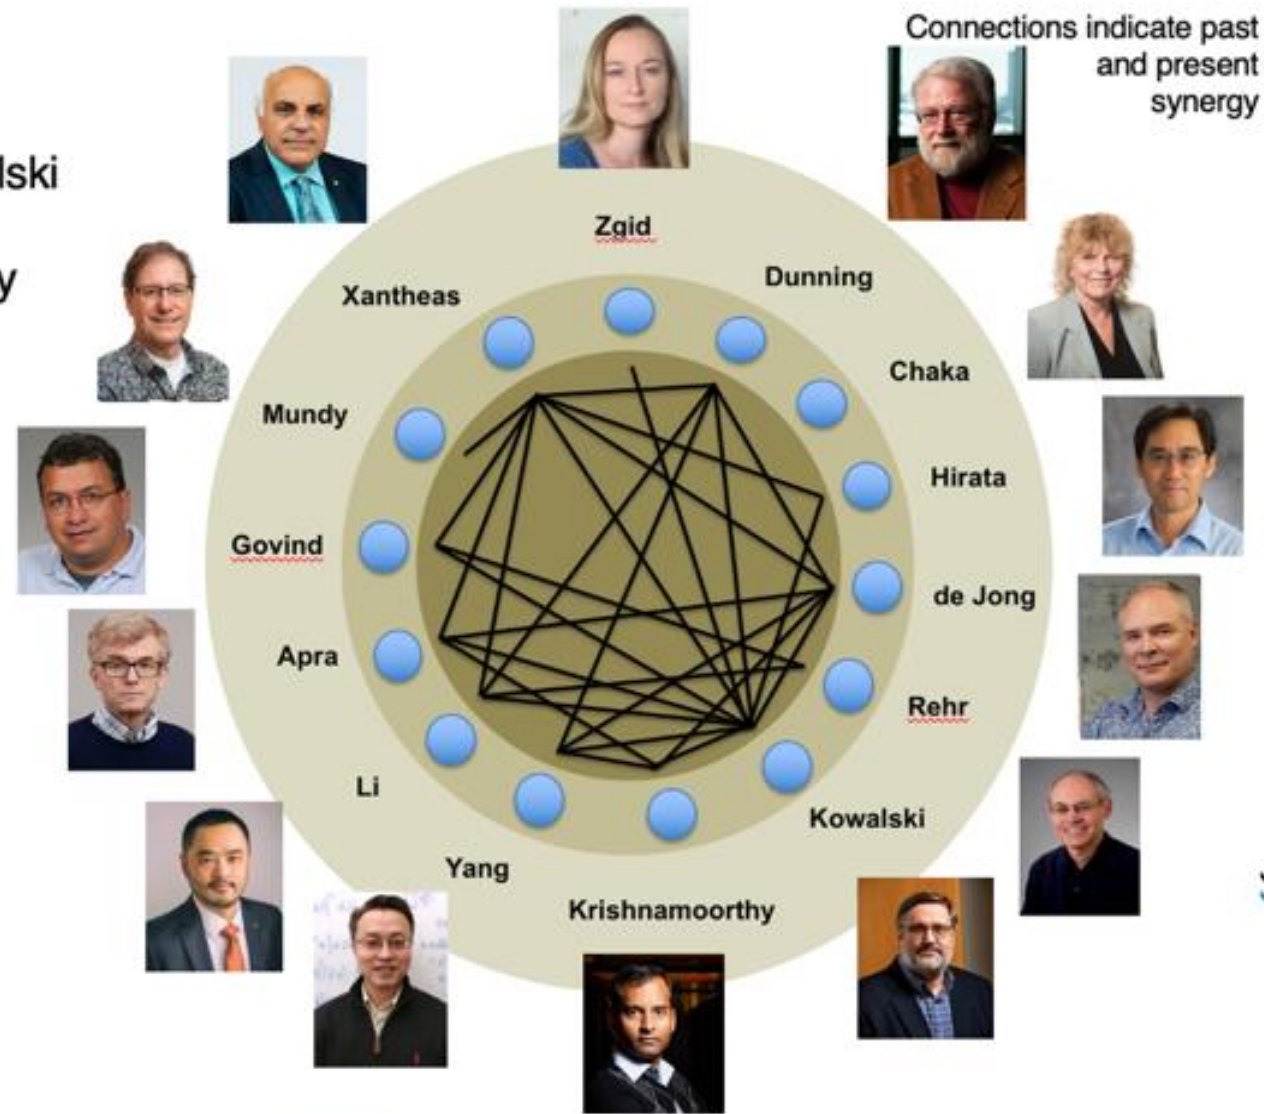 Connections indicate past
and present
synergy
lski
y
Zgid
Dunning
Xantheas
Chaka
Mundy
Hirata
Govind
de Jong
Apra
Rehr
Li
Kowalski
Yang
Krishnamoorthy